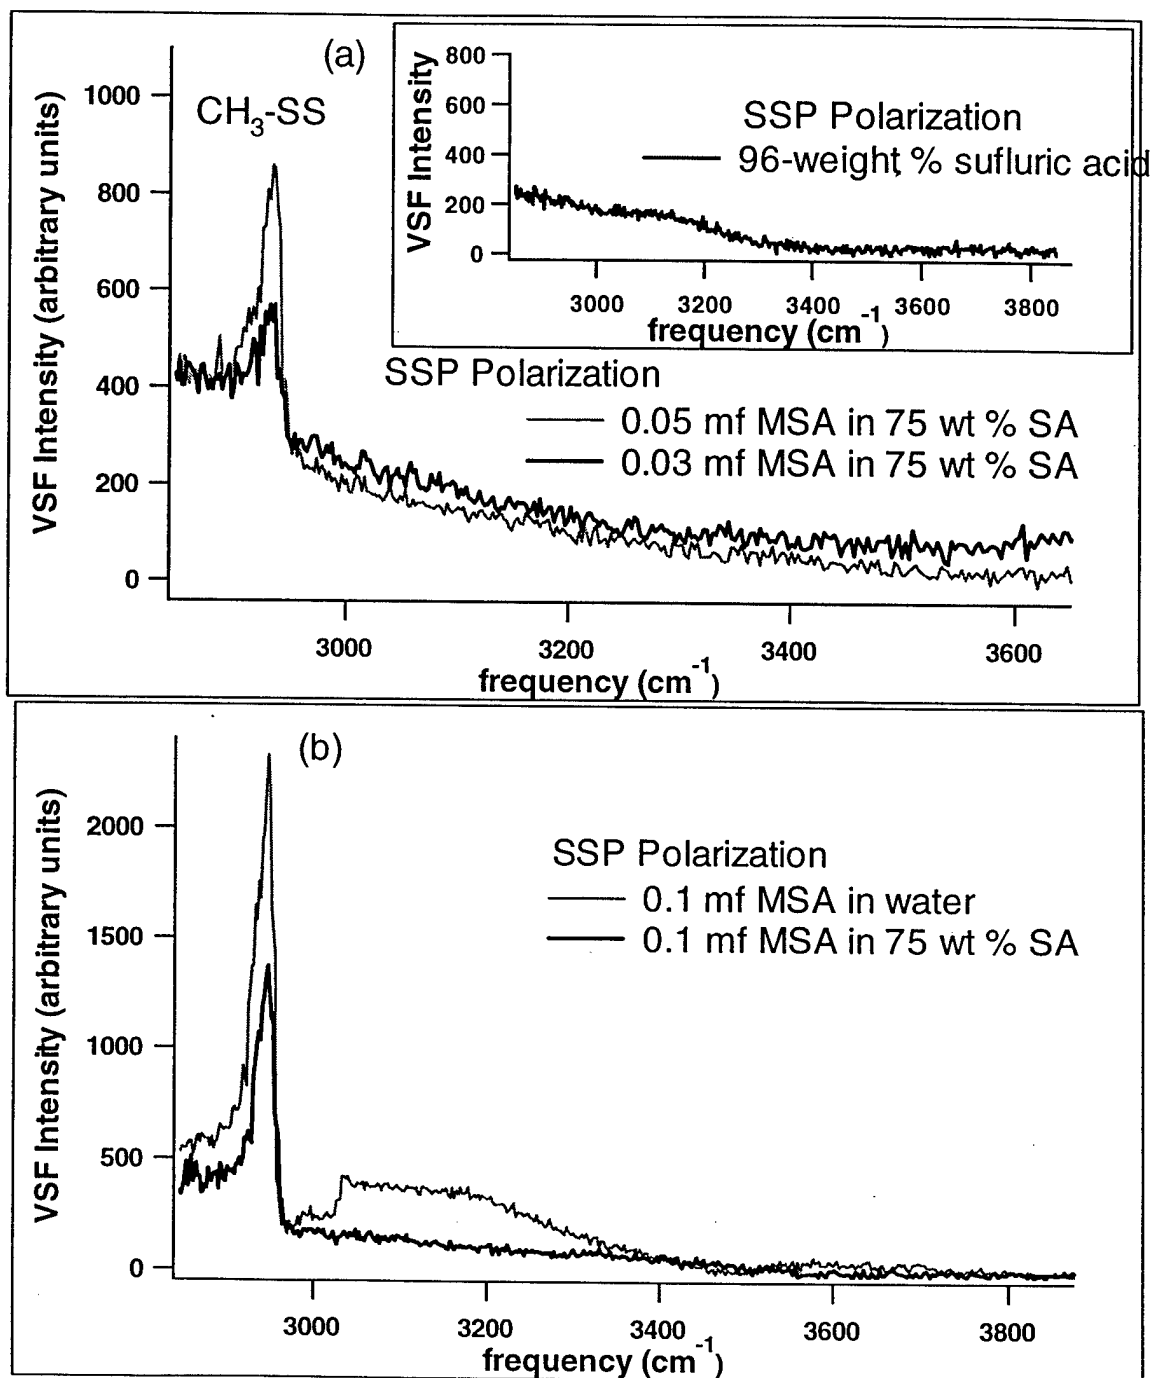 (a)
CH3-SS
VSF Intensity (arbitrary units)
1000
800
600
400
200
0
3000 3200 3400 3600
frequency (cm-1)
SSP Polarization
0.05 mf MSA in 75 wt % SA
0.03 mf MSA in 75 wt % SA
VSF Intensity
800
600
400
200
0
SSP Polarization
96-weight, % sufluric acid
3000 3200 3400 3600 3800
frequency (cm-1)
(b)
VSF Intensity (arbitrary units)
2000
1500
1000
500
0
SSP Polarization
0.1 mf MSA in water
0.1 mf MSA in 75 wt % SA
3000 3200 3400 3600 3800
frequency (cm-1)